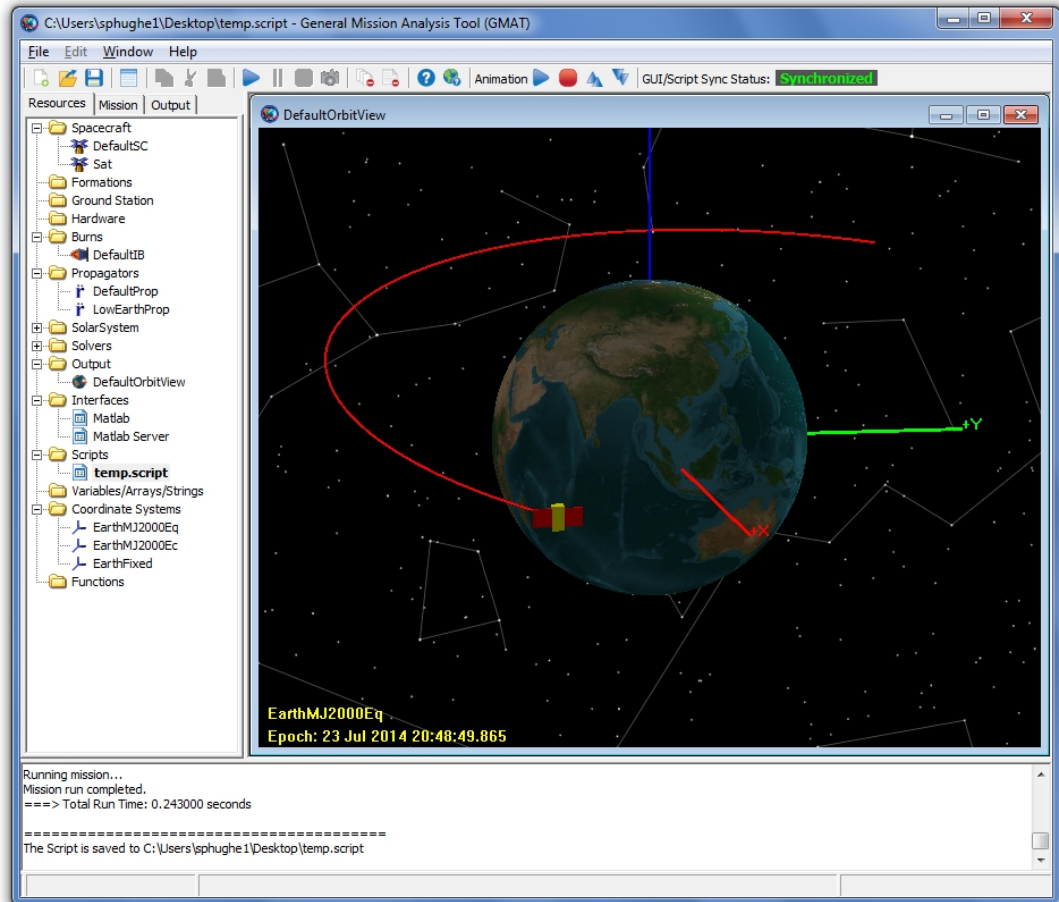 C:\Users\sphughe1\Desktop\temp.script - General Mission Analysis Tool (GMAT)
File Edit Window Help
Animation GUI/Script Sync Status: Synchronized
Resources Mission Output
Spacecraft
DefaultSC
Sat
Formations
Ground Station
Hardware
Burns
DefaultIB
Propagators
DefaultProp
LowEarthProp
SolarSystem
Solvers
Output
DefaultOrbitView
Interfaces
Matlab
Matlab Server
Scripts
temp.script
Variables/Arrays/Strings
Coordinate Systems
EarthMJ2000Eq
EarthMJ2000Ec
EarthFixed
Functions
DefaultOrbitView
+Y
+X
EarthMJ2000Eq
Epoch: 23 Jul 2014 20:48:49.865
Running mission...
Mission run completed.
===> Total Run Time: 0.243000 seconds
========================================
The Script is saved to C:\Users\sphughe1\Desktop\temp.script